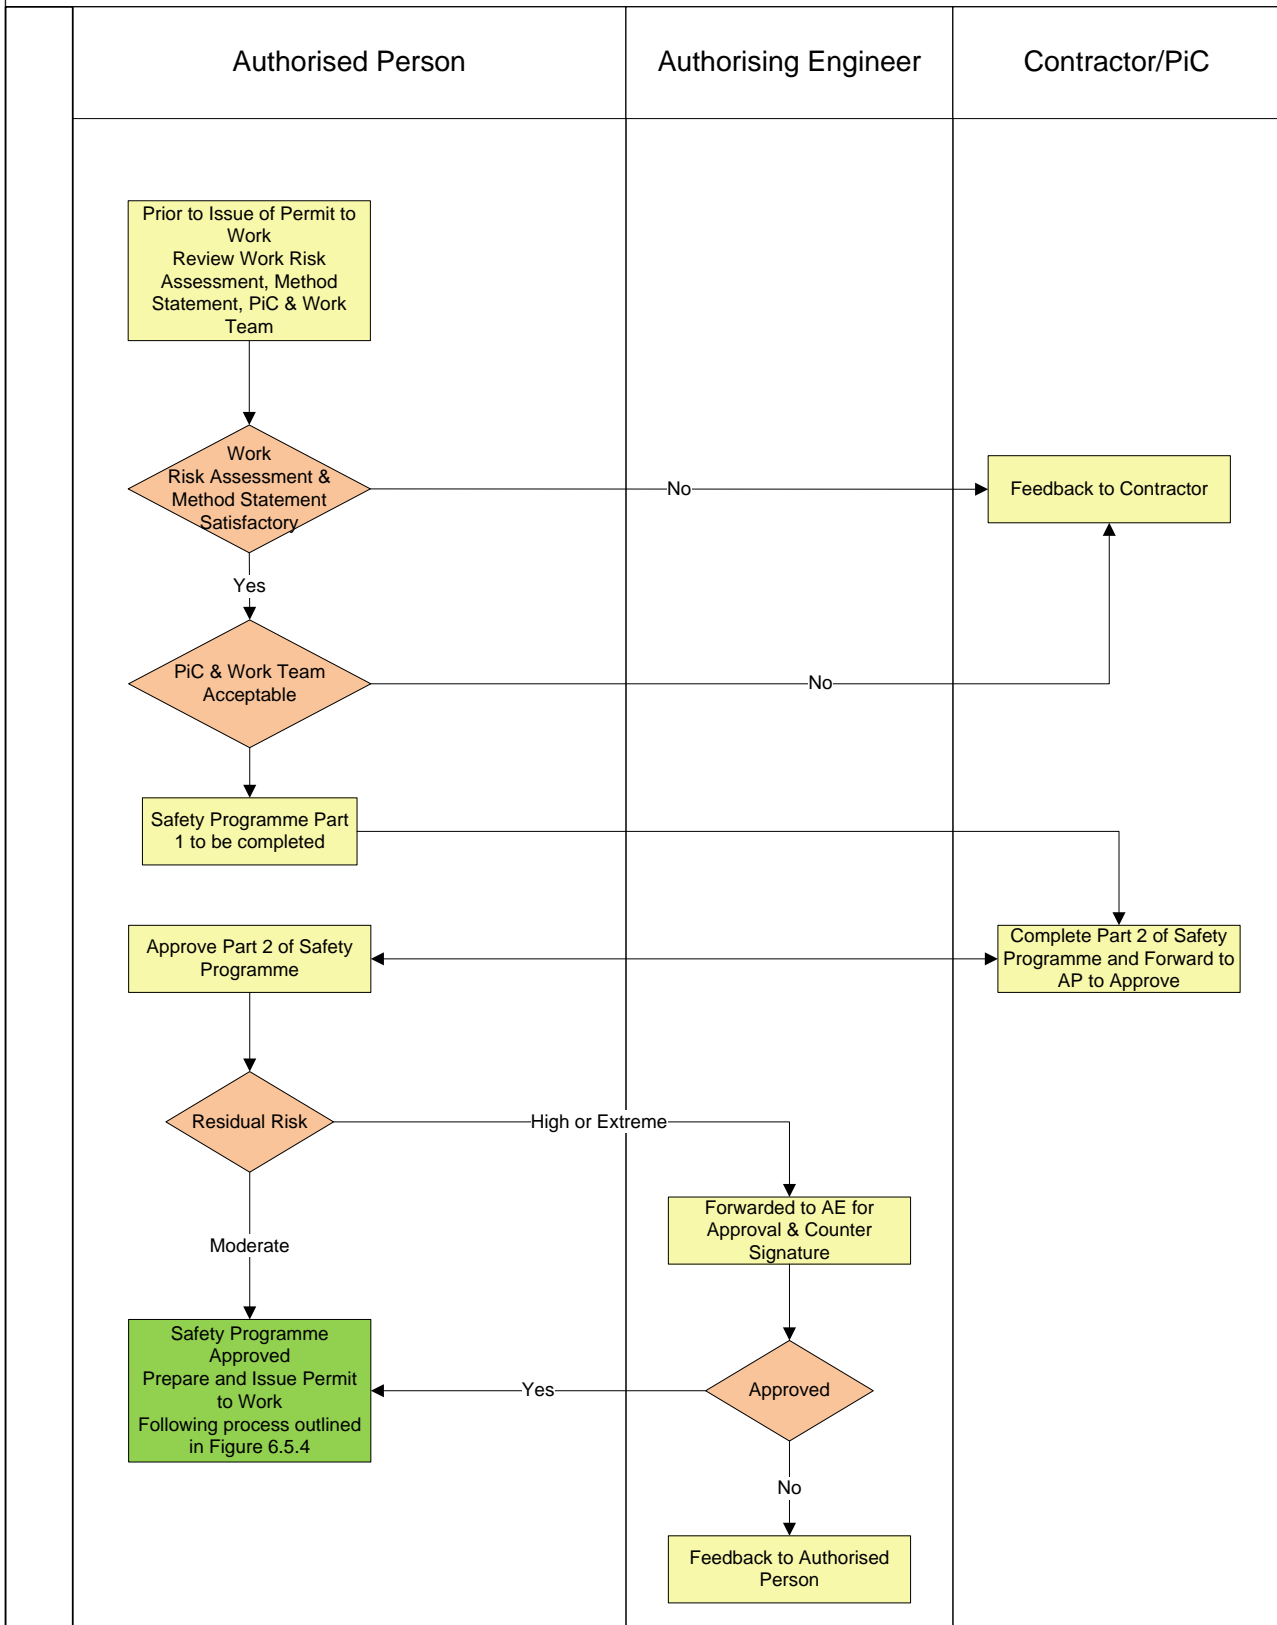 Authorised Person
Authorising Engineer
Contractor/PiC
Prior to Issue of Permit to
Work
Review Work Risk
Assessment, Method
Statement, PiC & Work
Team
Work
Risk Assessment &
Method Statement
Satisfactory
No
Feedback to Contractor
Yes
PiC & Work Team
Acceptable
No
Safety Programme Part
1 to be completed
Approve Part 2 of Safety
Programme
Complete Part 2 of Safety
Programme and Forward to
AP to Approve
Residual Risk
High or Extreme
Forwarded to AE for
Approval & Counter
Signature
Moderate
Safety Programme
Approved
Prepare and Issue Permit
to Work
Following process outlined
in Figure 6.5.4
Yes
Approved
No
Feedback to Authorised
Person